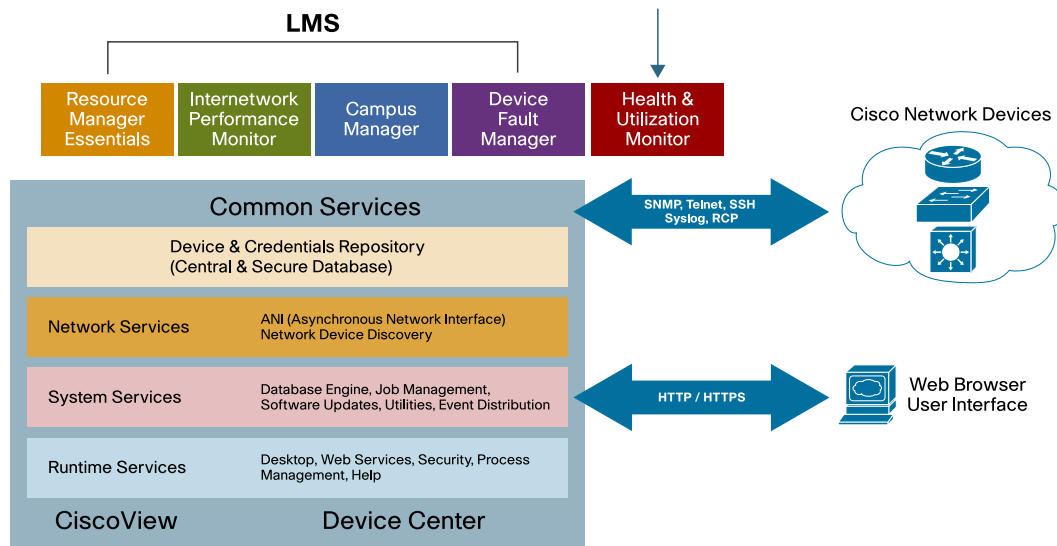 LMS
Resource
Manager
Essentials
Internetwork
Performance
Monitor
Campus
Manager
Device
Fault
Manager
Health &
Utilization
Monitor
Cisco Network Devices
Common Services
SNMP, Telnet, SSH
Syslog, RCP
Device & Credentials Repository
(Central & Secure Database)
Network Services
ANI (Asynchronous Network Interface)
Network Device Discovery
System Services
Database Engine, Job Management,
Software Updates, Utilities, Event Distribution
HTTP / HTTPS
Web Browser
User Interface
Runtime Services
Desktop, Web Services, Security, Process
Management, Help
CiscoView
Device Center